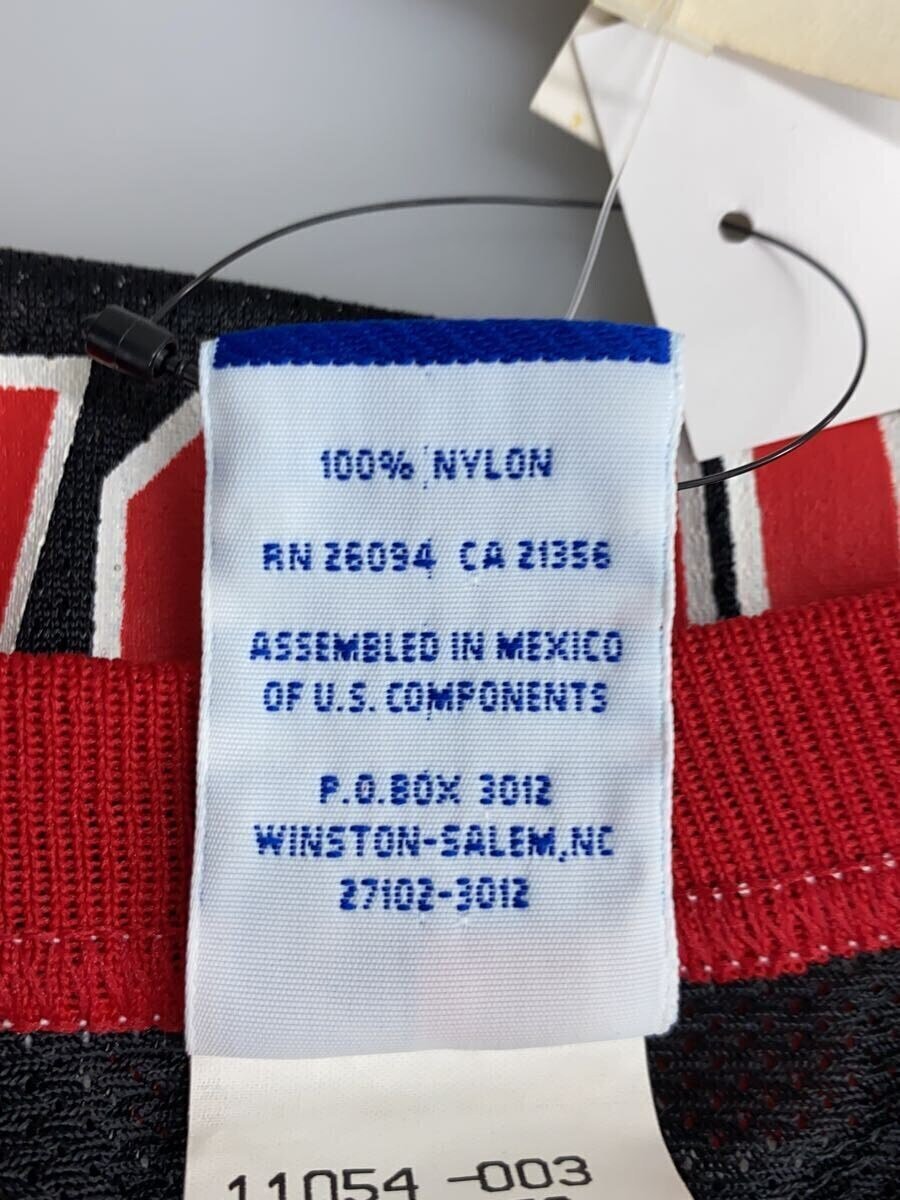 100% NYLON
RN 26094 CA 21356
ASSEMBLED IN MEXICO
OF U.S. COMPONENTS
P.O.BOX 3012
WINSTON-SALEM,NC
27102-3012
11054 -003